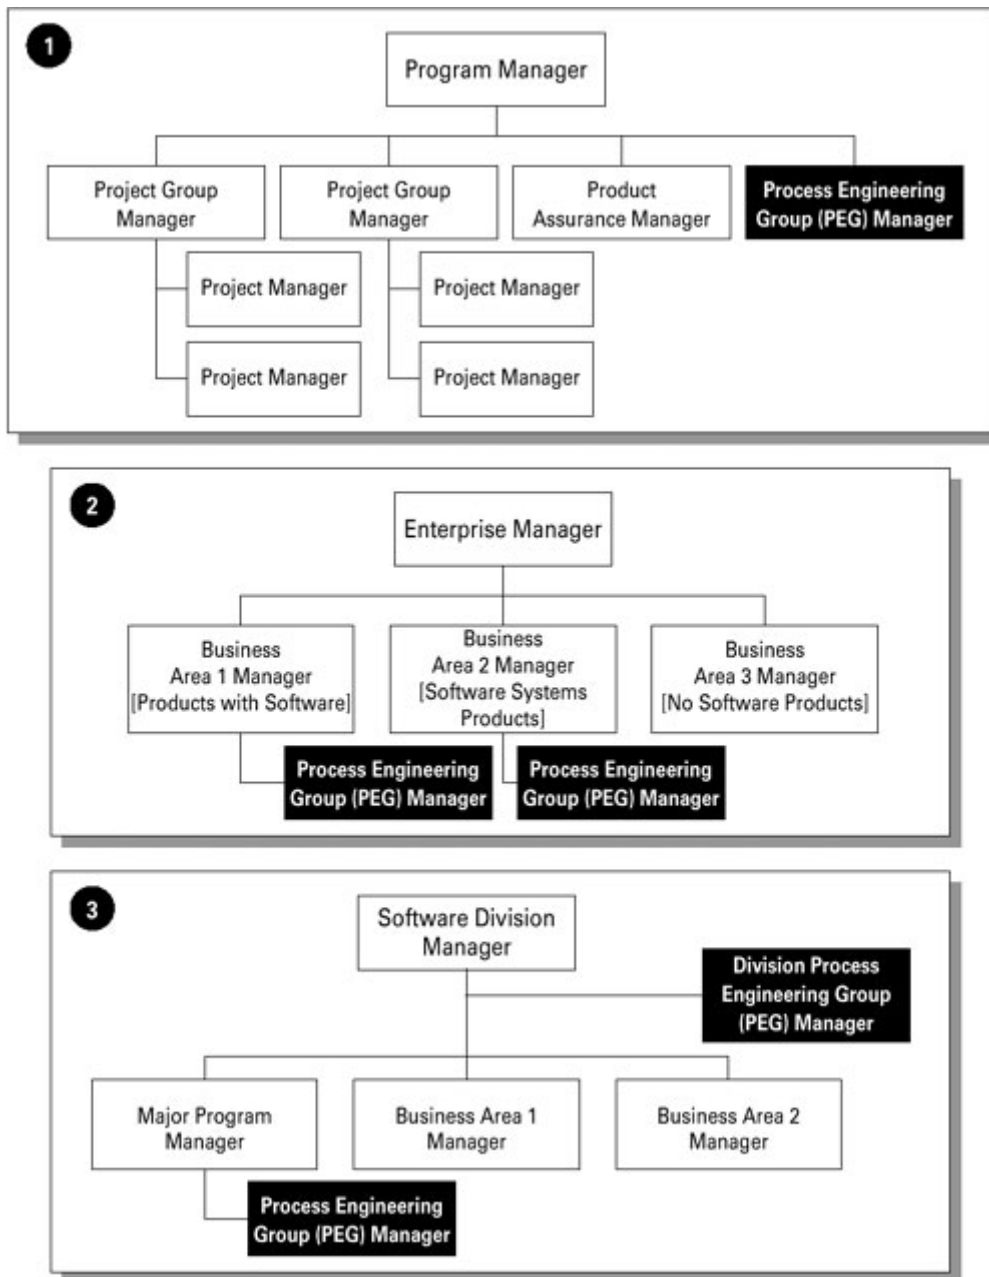 1
Program Manager
Project Group
Manager
Project Group
Manager
Product
Assurance Manager
Process Engineering
Group (PEG) Manager
Project Manager
Project Manager
Project Manager
Project Manager
2
Enterprise Manager
Business
Area 1 Manager
[Products with Software]
Business
Area 2 Manager
[Software Systems
Products]
Business
Area 3 Manager
[No Software Products]
Process Engineering
Group (PEG) Manager
Process Engineering
Group (PEG) Manager
3
Software Division
Manager
Division Process
Engineering Group
(PEG) Manager
Major Program
Manager
Business Area 1
Manager
Business Area 2
Manager
Process Engineering
Group (PEG) Manager